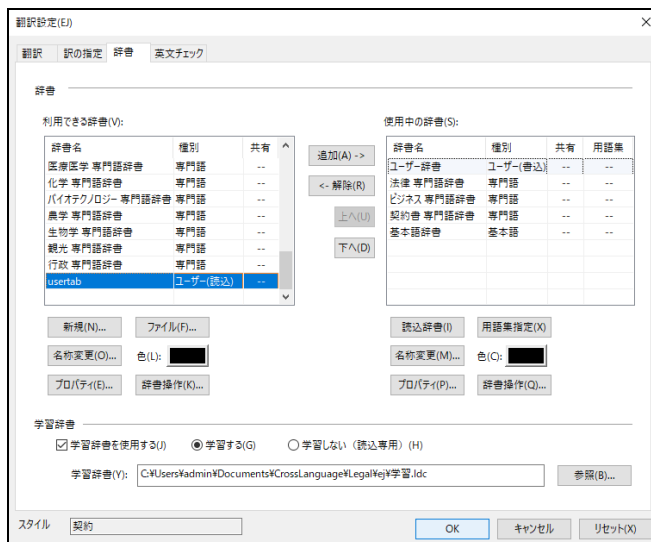 翻訳設定(EJ)
翻訳 訳の指定 辞書 英文チェック
辞書
利用できる辞書(V): 使用中の辞書(S):
辞書名 種別 共有
医療医学 専門語辞書 専門語 --
化学 専門語辞書 専門語 --
バイオテクノロジー 専門語辞書 専門語 --
農学 専門語辞書 専門語 --
生物学 専門語辞書 専門語 --
観光 専門語辞書 専門語 --
行政 専門語辞書 専門語 --
usertab ユーザー(読込) --
追加(A) ->
<- 解除(R)
上へ(U)
下へ(D)
辞書名 種別 共有 用語集
ユーザー辞書 ユーザー(書込) -- --
法律 専門語辞書 専門語 -- --
ビジネス 専門語辞書 専門語 -- --
契約書 専門語辞書 専門語 -- --
基本語辞書 基本語 -- --
新規(N)... ファイル(F)... 読込辞書(I) 用語集指定(X)
名称変更(O)... 色(L): 名称変更(M)... 色(C):
プロパティ(E)... 辞書操作(K)... プロパティ(P)... 辞書操作(Q)...
学習辞書
学習辞書を使用する(J) 学習する(G) 学習しない（読込専用）(H)
学習辞書(Y): C:¥Users¥admin¥Documents¥CrossLanguage¥Legal¥ej¥学習.ldc 参照(B)...
スタイル 契約 OK キャンセル リセット(X)